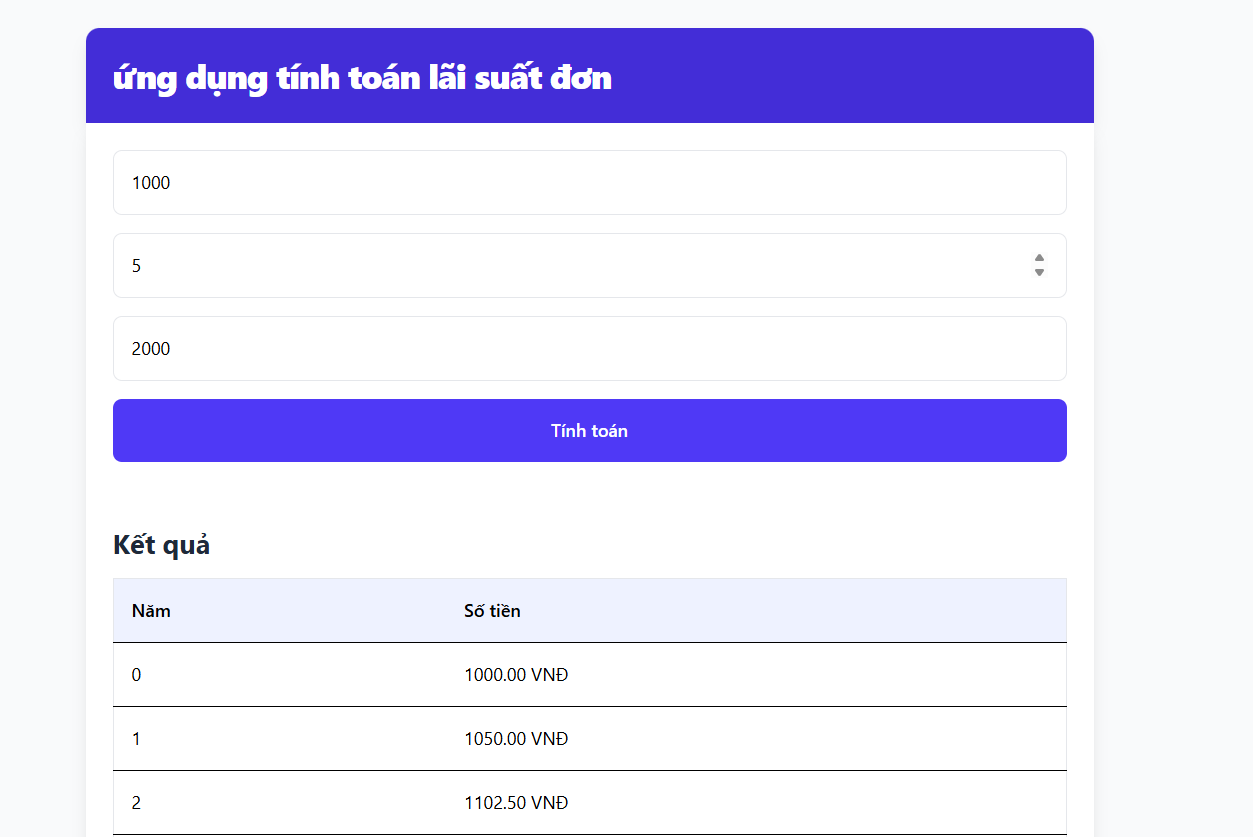 ứng dụng tính toán lãi suất đơn
1000
5
2000
Tính toán
Kết quả
Năm Số tiền
0 1000.00 VNĐ
1 1050.00 VNĐ
2 1102.50 VNĐ